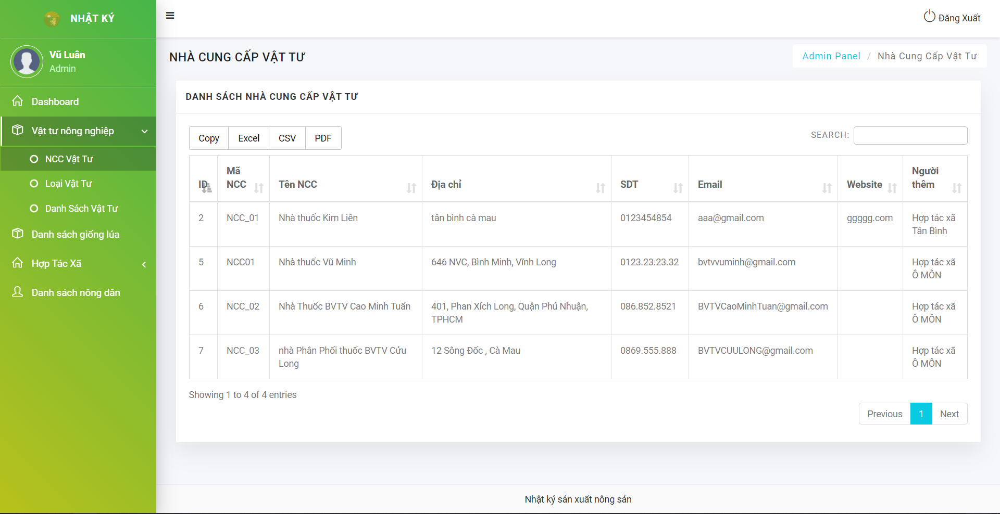 NHẬT KÝ
Đăng Xuất
Vũ Luân
Admin
NHÀ CUNG CẤP VẬT TƯ
Admin Panel / Nhà Cung Cấp Vật Tư
Dashboard
Vật tư nông nghiệp
NCC Vật Tư
Loại Vật Tư
Danh Sách Vật Tư
Danh sách giống lúa
Hợp Tác Xã
Danh sách nông dân
DANH SÁCH NHÀ CUNG CẤP VẬT TƯ
Copy Excel CSV PDF
SEARCH:
ID Mã NCC Tên NCC Địa chỉ SDT Email Website Người thêm
2 NCC_01 Nhà thuốc Kim Liên tân bình cà mau 0123454854 aaa@gmail.com ggggg.com Hợp tác xã
Tân Bình
5 NCC01 Nhà thuốc Vũ Minh 646 NVC, Bình Minh, Vĩnh Long 0123.23.23.32 bvtvvuminh@gmail.com Hợp tác xã
Ô MÔN
6 NCC_02 Nhà Thuốc BVTV Cao Minh Tuấn 401, Phan Xích Long, Quận Phú Nhuận, 086.852.8521 BVTVCaoMinhTuan@gmail.com Hợp tác xã
TPHCM Ô MÔN
7 NCC_03 nhà Phân Phối thuốc BVTV Cửu 12 Sông Đốc , Cà Mau 0869.555.888 BVTVCUULONG@gmail.com Hợp tác xã
Long Ô MÔN
Showing 1 to 4 of 4 entries
Previous 1 Next
Nhật ký sản xuất nông sản